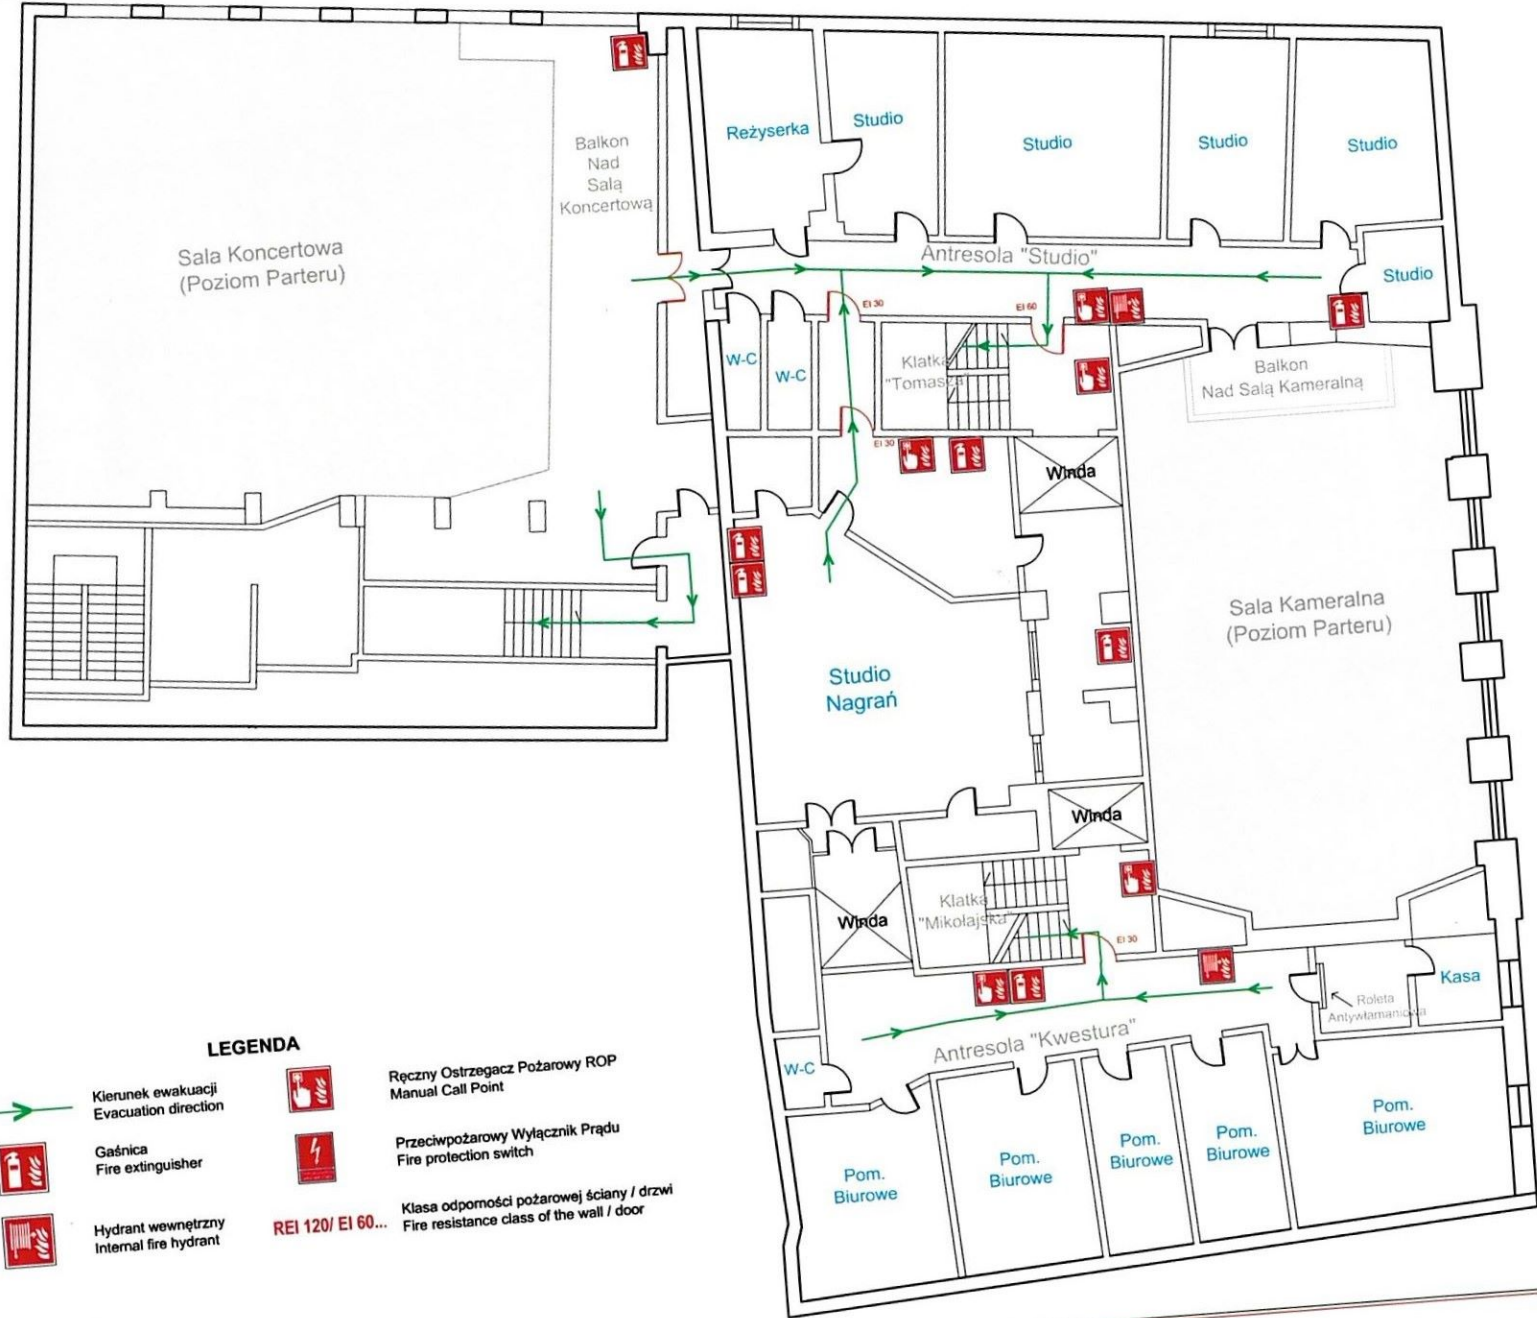 Reżyserka
Studio
Studio
Studio
Studio
Balkon
Nad
Salą
Koncertową
Sala Koncertowa
(Poziom Parteru)
Antresola "Studio"
Studio
EI 30
EI 60
W-C
W-C
Klatka
"Tomasza"
Balkon
Nad Salą Kameralną
EI 30
Winda
Sala Kameralna
(Poziom Parteru)
Studio
Nagrań
Winda
Winda
Klatka
"Mikołajska"
EI 30
Kasa
Roleta
Antywłamaniowa
Antresola "Kwestura"
W-C
Pom.
Biurowe
Pom.
Biurowe
Pom.
Biurowe
Pom.
Biurowe
Pom.
Biurowe
LEGENDA
Kierunek ewakuacji
Evacuation direction
Ręczny Ostrzegacz Pożarowy ROP
Manual Call Point
Gaśnica
Fire extinguisher
Przeciwpożarowy Wyłącznik Prądu
Fire protection switch
Hydrant wewnętrzny
Internal fire hydrant
REI 120/ EI 60...
Klasa odporności pożarowej ściany / drzwi
Fire resistance class of the wall / door